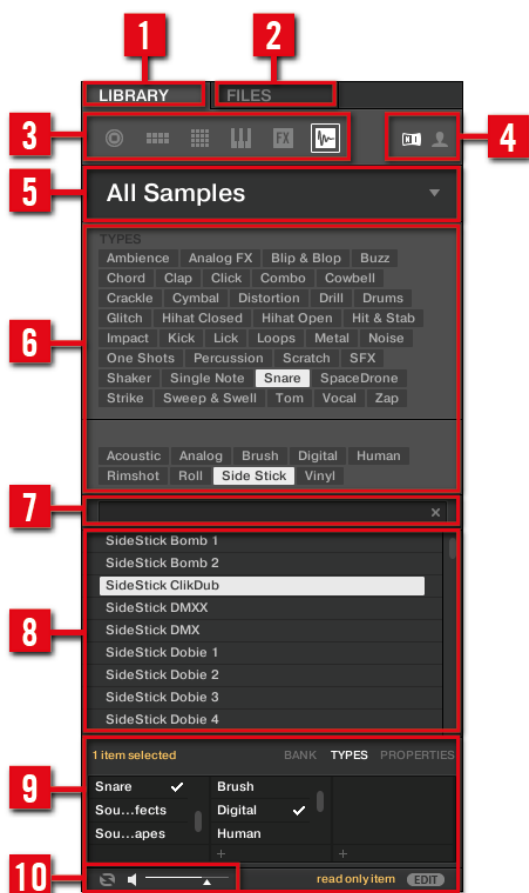 1
2
LIBRARY FILES
3
FX
NI
4
5
All Samples
6
TYPES
Ambience Analog FX Blip & Blop Buzz
Chord Clap Click Combo Cowbell
Crackle Cymbal Distortion Drill Drums
Glitch Hihat Closed Hihat Open Hit & Stab
Impact Kick Lick Loops Metal Noise
One Shots Percussion Scratch SFX
Shaker Single Note Snare SpaceDrone
Strike Sweep & Swell Tom Vocal Zap
Acoustic Analog Brush Digital Human
Rimshot Roll Side Stick Vinyl
7
8
SideStick Bomb 1
SideStick Bomb 2
SideStick ClikDub
SideStick DMXX
SideStick DMX
SideStick Dobie 1
SideStick Dobie 2
SideStick Dobie 3
SideStick Dobie 4
9
1 item selected BANK TYPES PROPERTIES
Snare Brush
Sou...fects Digital
Sou...apes Human
+ +
10
read only item EDIT